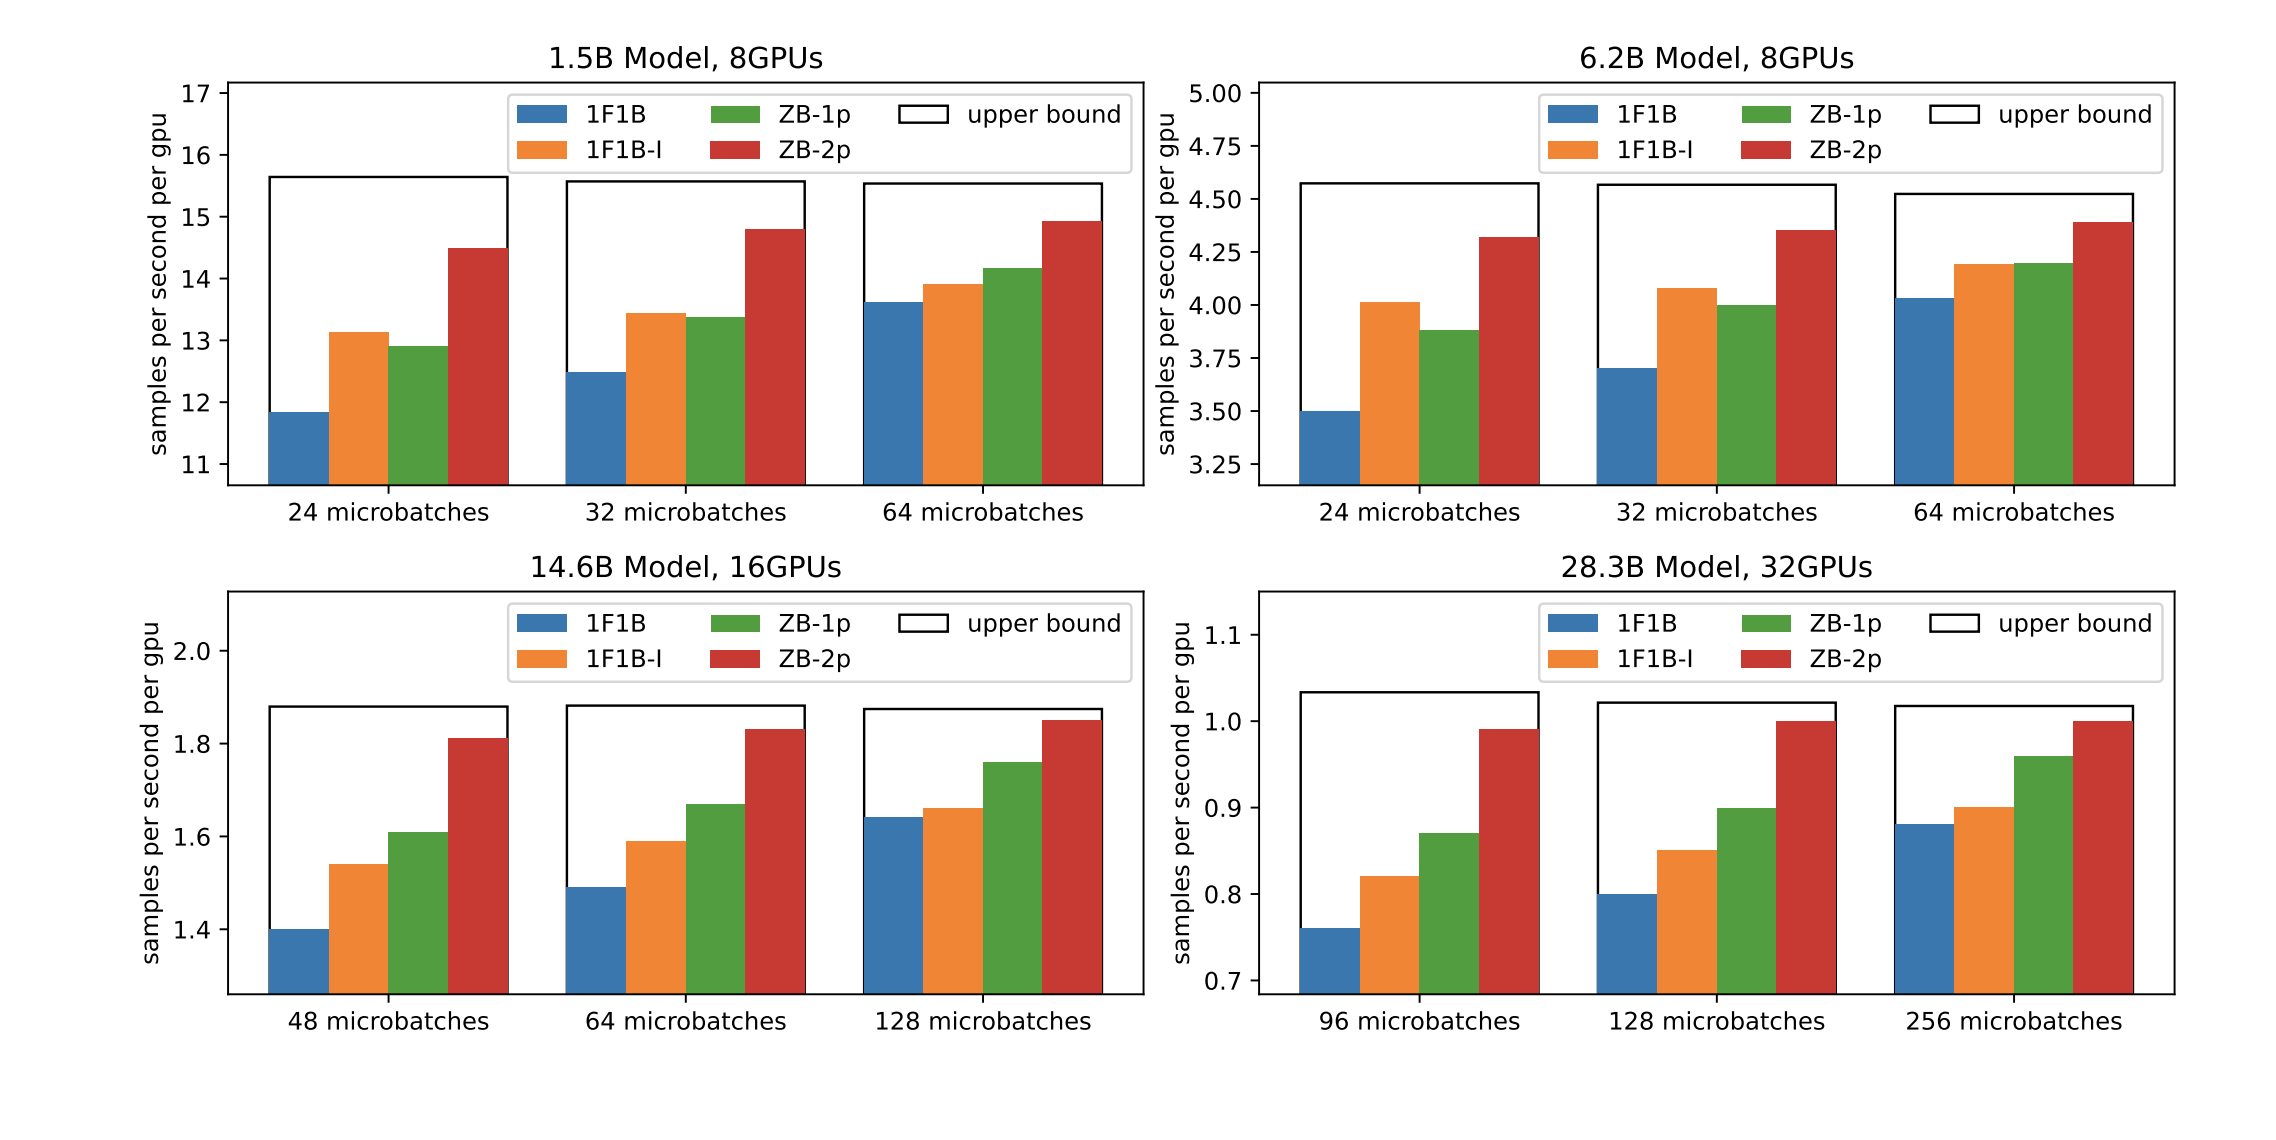 1.5B Model, 8GPUs
samples per second per gpu
17
16
15
14
13
12
11
1F1B
1F1B-I
ZB-1p
ZB-2p
upper bound
24 microbatches
32 microbatches
64 microbatches
6.2B Model, 8GPUs
samples per second per gpu
5.00
4.75
4.50
4.25
4.00
3.75
3.50
3.25
1F1B
1F1B-I
ZB-1p
ZB-2p
upper bound
24 microbatches
32 microbatches
64 microbatches
14.6B Model, 16GPUs
samples per second per gpu
2.0
1.8
1.6
1.4
1F1B
1F1B-I
ZB-1p
ZB-2p
upper bound
48 microbatches
64 microbatches
128 microbatches
28.3B Model, 32GPUs
samples per second per gpu
1.1
1.0
0.9
0.8
0.7
1F1B
1F1B-I
ZB-1p
ZB-2p
upper bound
96 microbatches
128 microbatches
256 microbatches